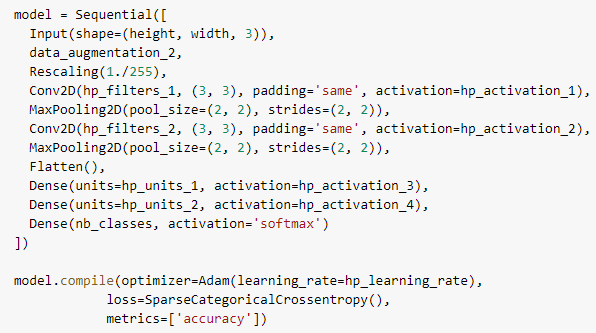 model = Sequential([
  Input(shape=(height, width, 3)),
  data_augmentation_2,
  Rescaling(1./255),
  Conv2D(hp_filters_1, (3, 3), padding='same', activation=hp_activation_1),
  MaxPooling2D(pool_size=(2, 2), strides=(2, 2)),
  Conv2D(hp_filters_2, (3, 3), padding='same', activation=hp_activation_2),
  MaxPooling2D(pool_size=(2, 2), strides=(2, 2)),
  Flatten(),
  Dense(units=hp_units_1, activation=hp_activation_3),
  Dense(units=hp_units_2, activation=hp_activation_4),
  Dense(nb_classes, activation='softmax')
])

model.compile(optimizer=Adam(learning_rate=hp_learning_rate),
            loss=SparseCategoricalCrossentropy(),
            metrics=['accuracy'])